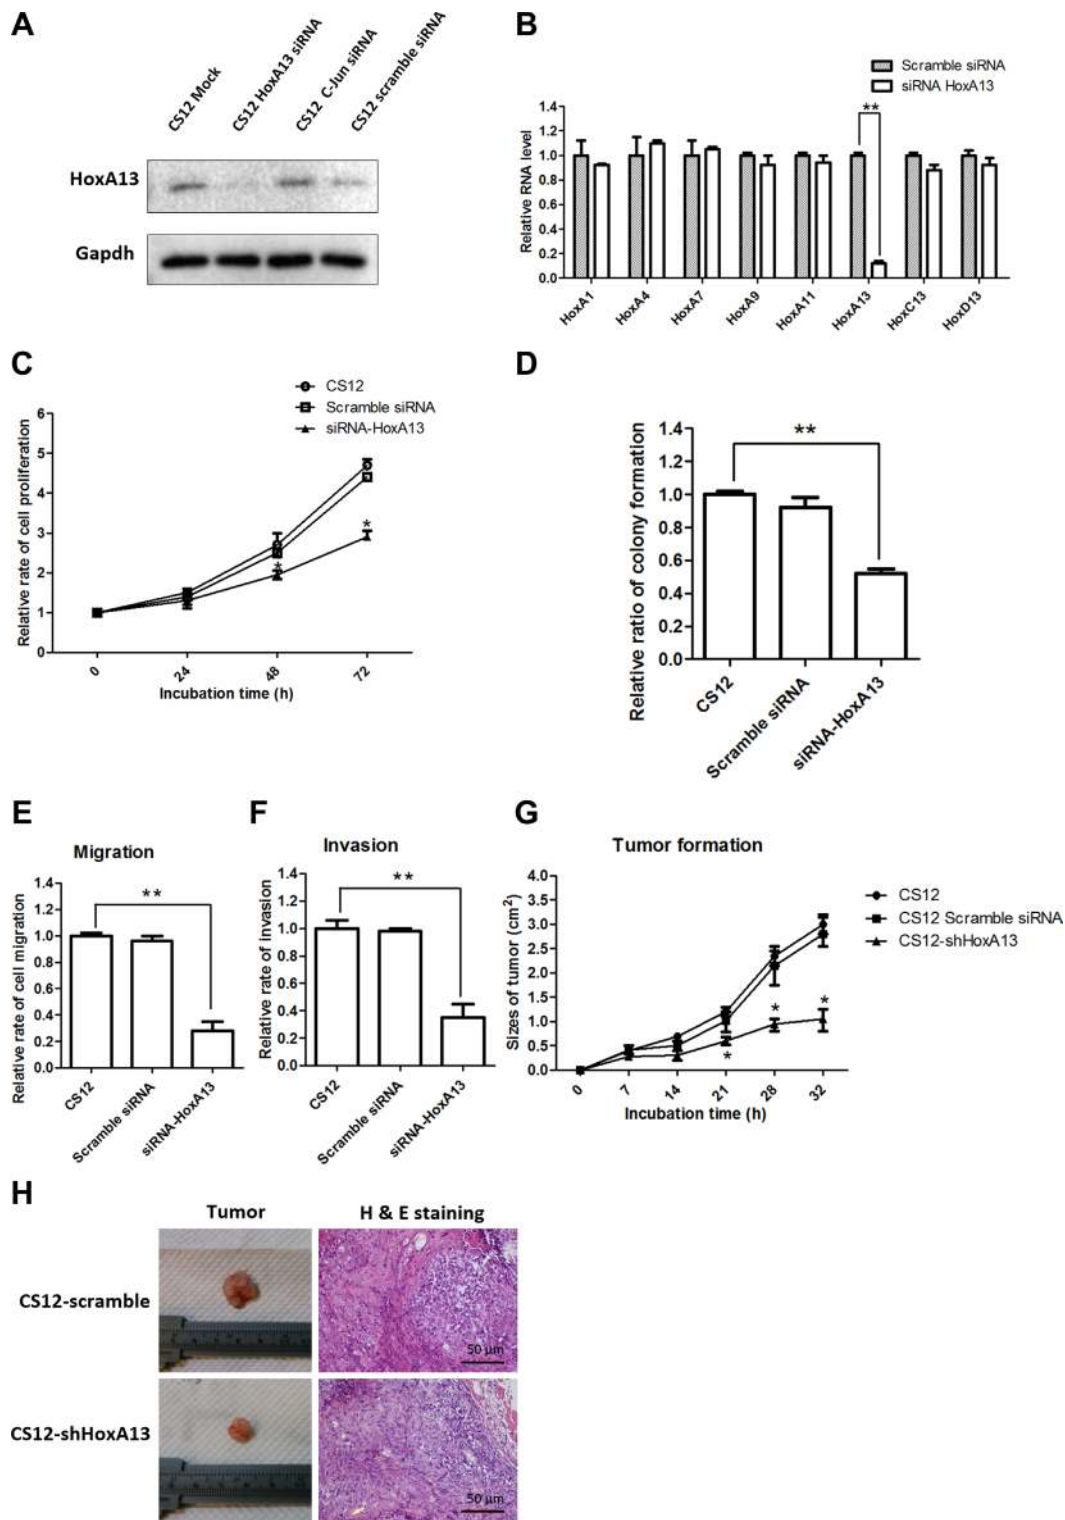 A
CS12 Mock
CS12 HoxA13 siRNA
CS12 C-Jun siRNA
CS12 scramble siRNA
HoxA13
Gapdh
B
Scramble siRNA
siRNA HoxA13
Relative RNA level
1.4
1.2
1.0
0.8
0.6
0.4
0.2
0.0
**
HoxA1
HoxA4
HoxA7
HoxA9
HoxA11
HoxA13
HoxC13
HoxD13
C
CS12
Scramble siRNA
siRNA-HoxA13
Relative rate of cell proliferation
6
5
4
3
2
1
0
*
*
0
24
48
72
Incubation time (h)
D
Relative ratio of colony formation
1.4
1.2
1.0
0.8
0.6
0.4
0.2
0.0
**
CS12
Scramble siRNA
siRNA-HoxA13
E
Migration
Relative rate of cell migration
1.4
1.2
1.0
0.8
0.6
0.4
0.2
0.0
**
CS12
Scramble siRNA
siRNA-HoxA13
F
Invasion
Relative rate of invasion
1.4
1.2
1.0
0.8
0.6
0.4
0.2
0.0
**
CS12
Scramble siRNA
siRNA-HoxA13
G
Tumor formation
CS12
CS12 Scramble siRNA
CS12-shHoxA13
Sizes of tumor (cm²)
4.0
3.5
3.0
2.5
2.0
1.5
1.0
0.5
0.0
*
*
*
0
7
14
21
28
32
Incubation time (h)
H
Tumor
H & E staining
CS12-scramble
50 µm
CS12-shHoxA13
50 µm